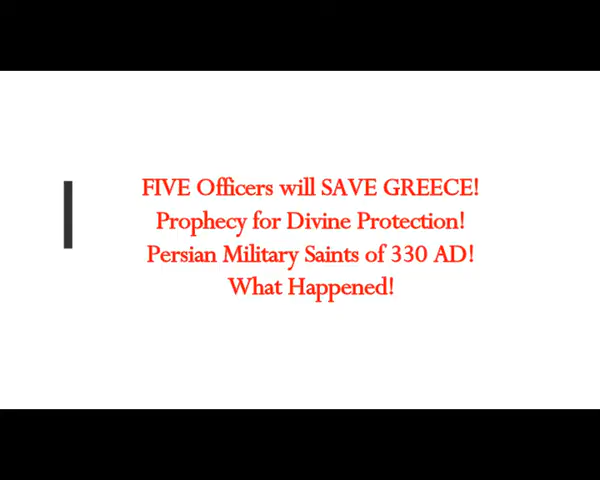 FIVE Officers will SAVE GREECE!
Prophecy for Divine Protection!
Persian Military Saints of 330 AD!
What Happened!